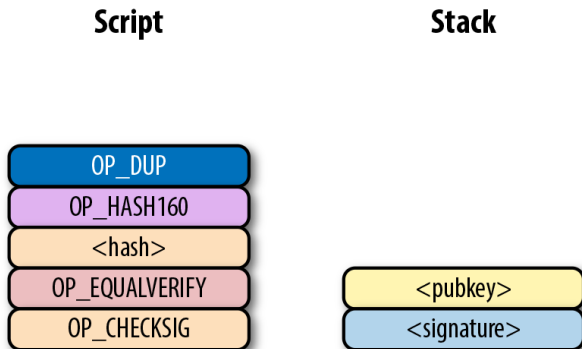 Script
Stack
OP_DUP
OP_HASH160
<hash>
OP_EQUALVERIFY
OP_CHECKSIG
<pubkey>
<signature>